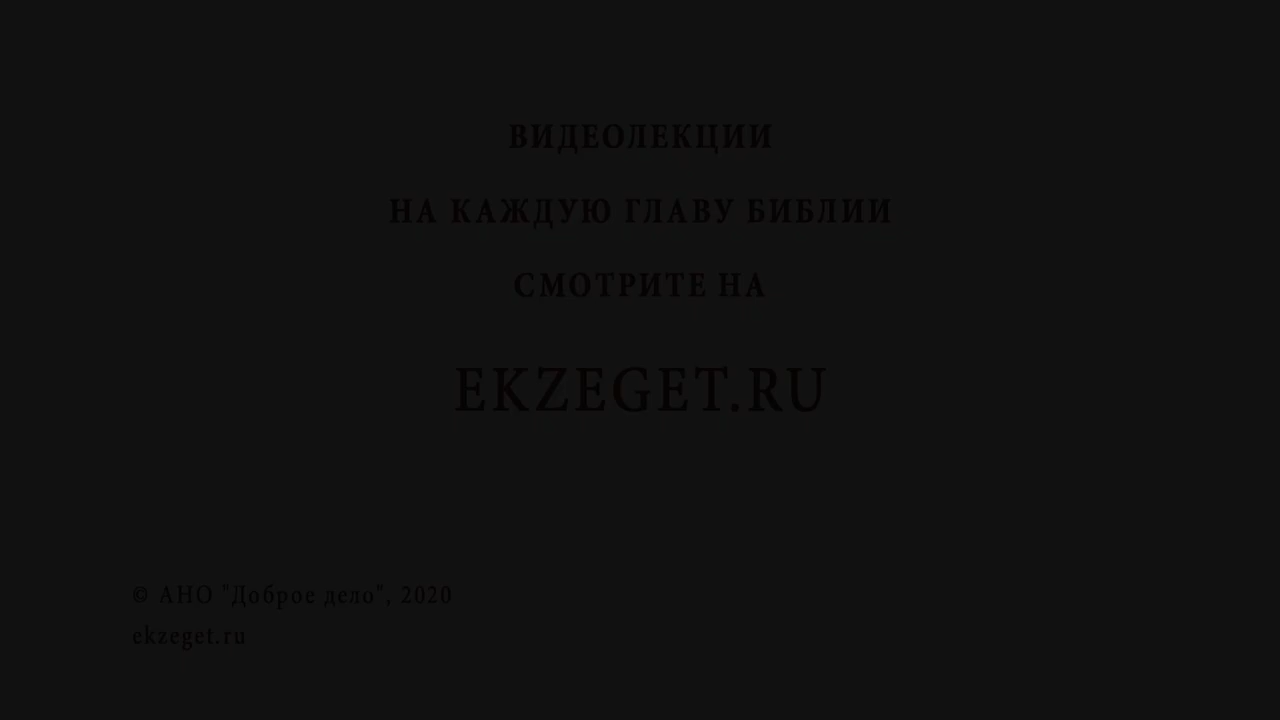 ВИДЕОЛЕКЦИИ
НА КАЖДУЮ ГЛАВУ БИБЛИИ
СМОТРИТЕ НА
EKZEGET.RU
© АНО "Доброе дело", 2020
ekzeget.ru